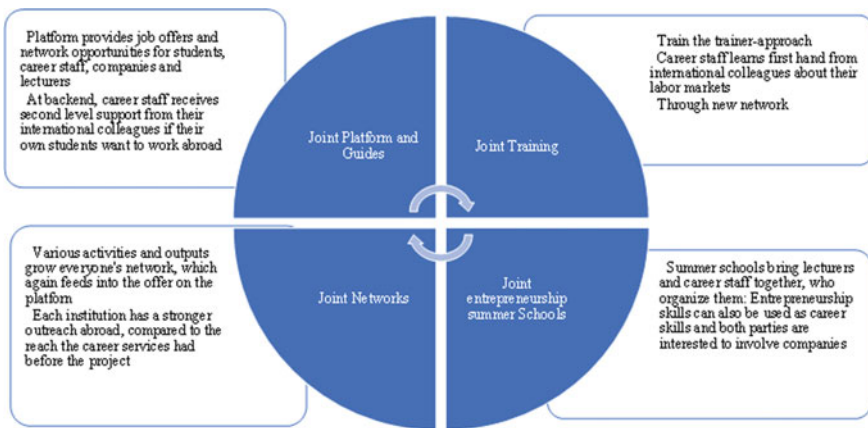 Platform provides job offers and
network opportunities for students,
career staff, companies and
lecturers
At backend, career staff receives
second level support from their
international colleagues if their
own students want to work abroad
Joint Platform and
Guides
Joint Training
Train the trainer-approach
Career staff learns first hand from
international colleagues about their
labor markets
Through new network
Various activities and outputs
grow everyone's network, which
again feeds into the offer on the
platform
Each institution has a stronger
outreach abroad, compared to the
reach the career services had
before the project
Joint Networks
Joint
entrepreneurship
summer Schools
Summer schools bring lecturers
and career staff together, who
organize them: Entrepreneurship
skills can also be used as career
skills and both parties are
interested to involve companies